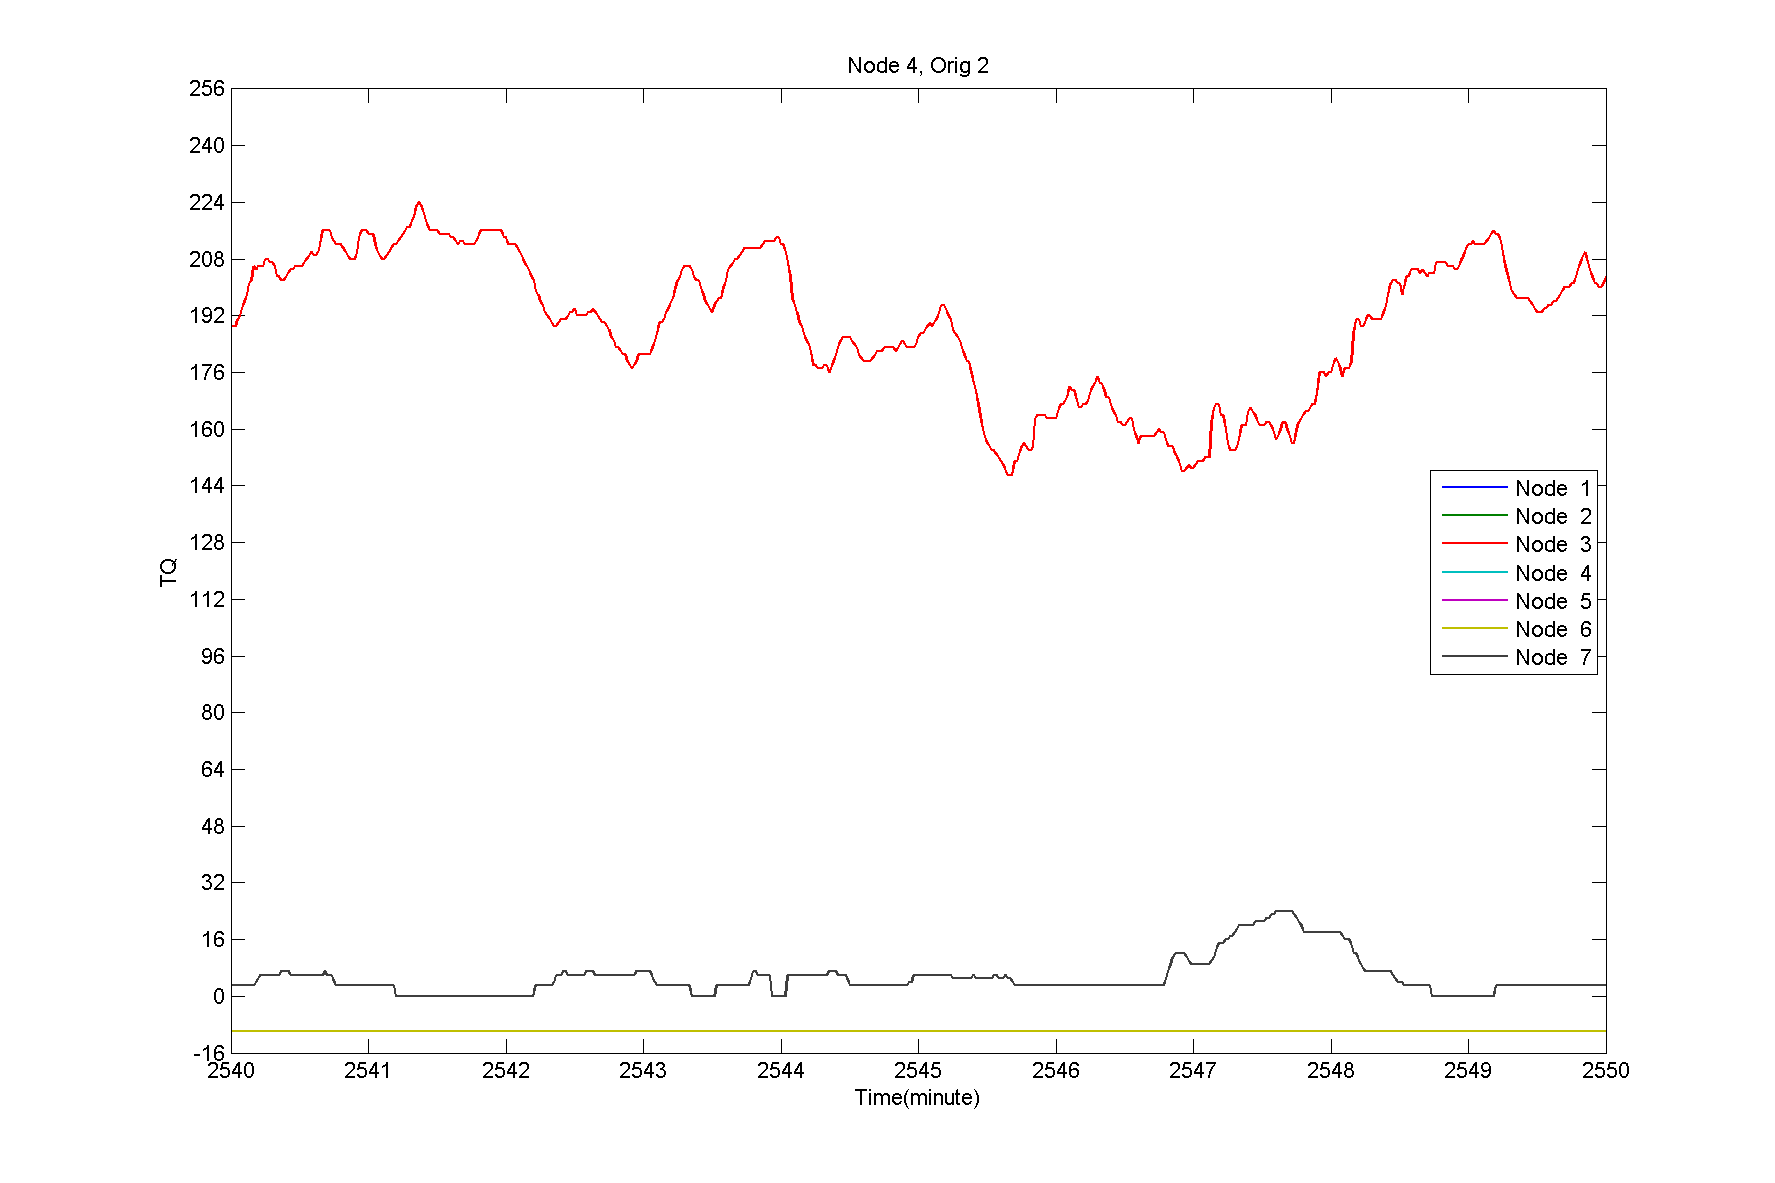 Node 4, Orig 2
256
240
224
208
192
176
160
144
128
112
96
80
64
48
32
16
0
-16
TQ
Node 1
Node 2
Node 3
Node 4
Node 5
Node 6
Node 7
2540 2541 2542 2543 2544 2545 2546 2547 2548 2549 2550
Time(minute)